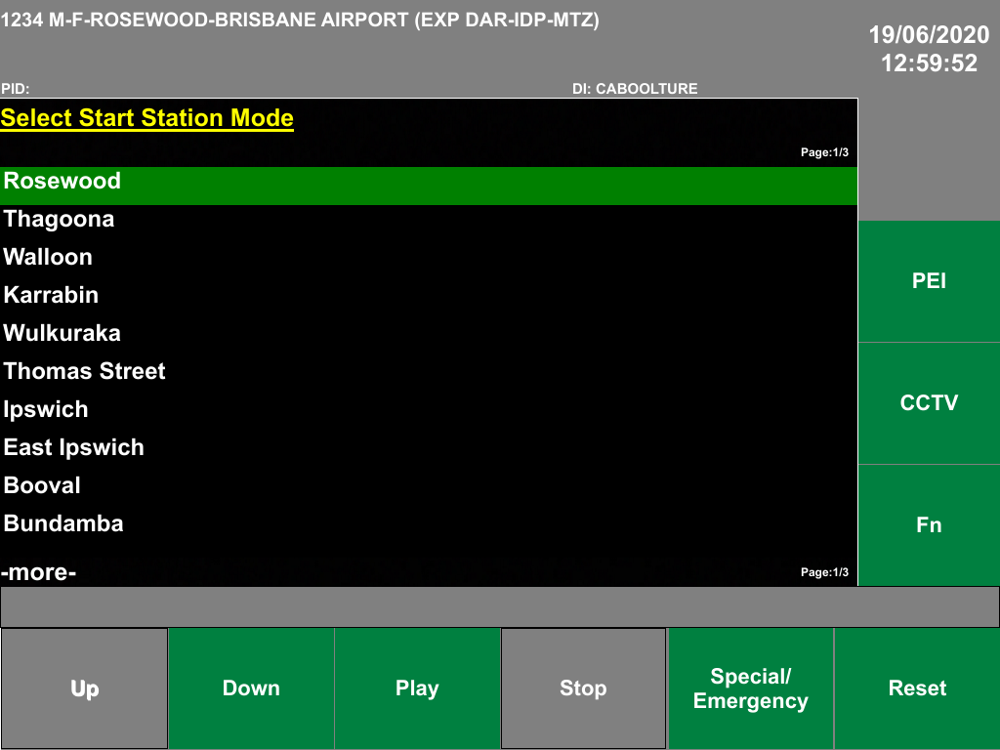 1234 M-F-ROSEWOOD-BRISBANE AIRPORT (EXP DAR-IDP-MTZ)
19/06/2020
12:59:52
PID:
DI: CABOOLTURE
Select Start Station Mode
Page:1/3
Rosewood
Thagoona
Walloon
Karrabin
Wulkuraka
Thomas Street
Ipswich
East Ipswich
Booval
Bundamba
-more-
Page:1/3
PEI
CCTV
Fn
Up
Down
Play
Stop
Special/
Emergency
Reset